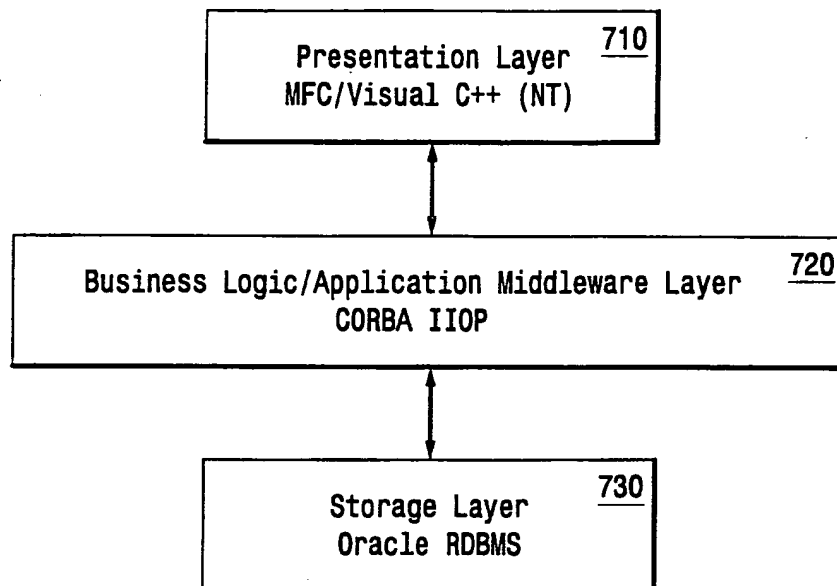 710
Presentation Layer
MFC/Visual C++ (NT)
720
Business Logic/Application Middleware Layer
CORBA IIOP
730
Storage Layer
Oracle RDBMS